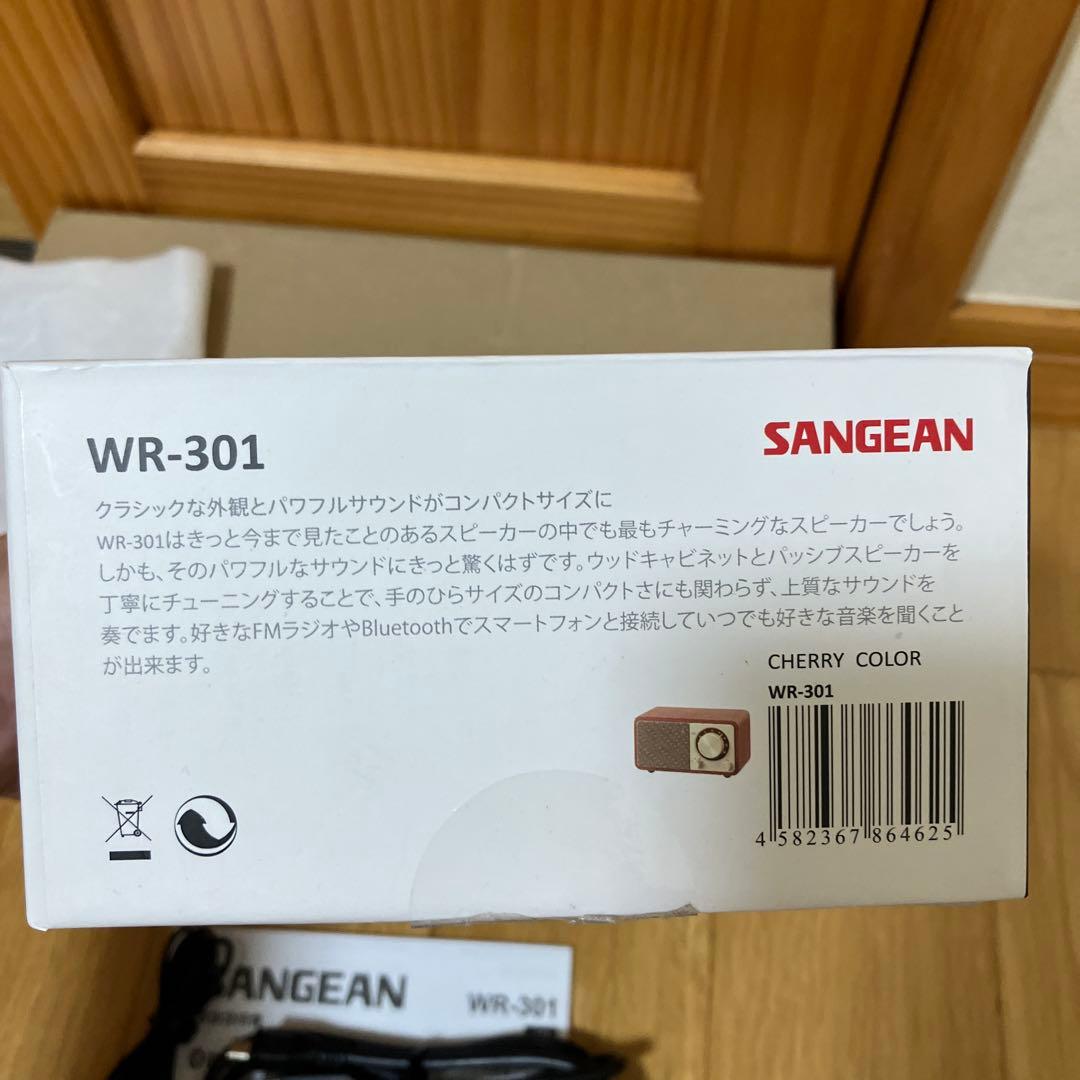 WR-301
SANGEAN
クラシックな外観とパワフルサウンドがコンパクトサイズに
WR-301はきっと今まで見たことのあるスピーカーの中でも最もチャーミングなスピーカーでしょう。
しかも、そのパワフルなサウンドにきっと驚くはずです。ウッドキャビネットとパッシブスピーカーを
丁寧にチューニングすることで、手のひらサイズのコンパクトさにも関わらず、上質なサウンドを
奏でます。好きなFMラジオやBluetoothでスマートフォンと接続していつでも好きな音楽を聞くこと
が出来ます。
CHERRY COLOR
WR-301
4 582367 864625
SANGEAN
WR-301